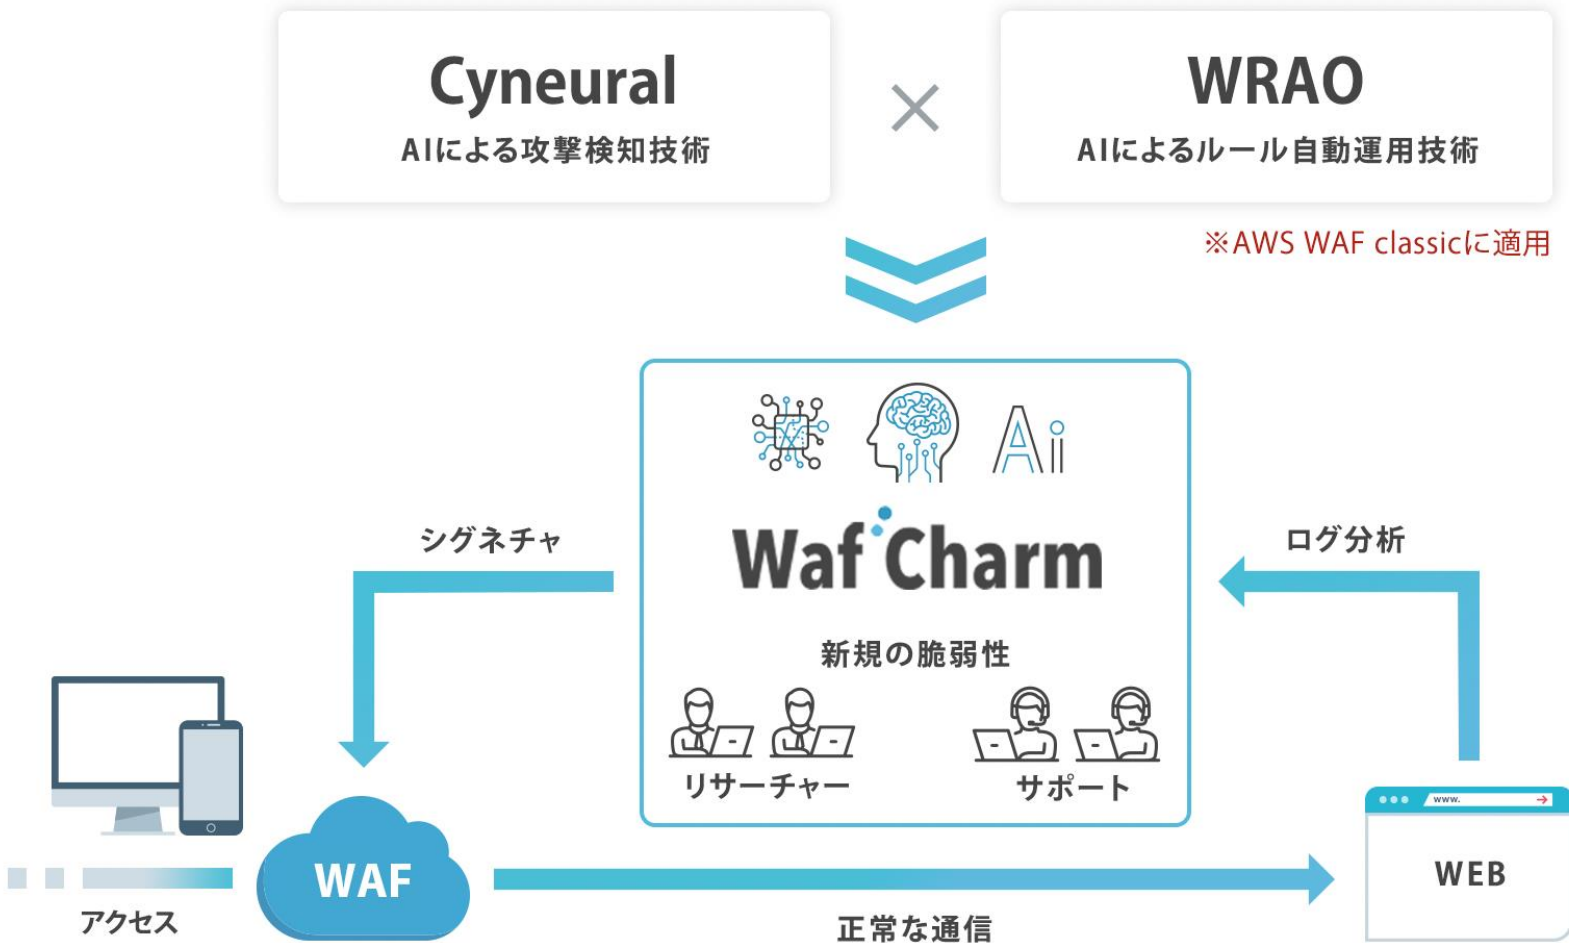 Cyneural
AIによる攻撃検知技術
×
WRAO
AIによるルール自動運用技術
※AWS WAF classicに適用
Ai
Waf Charm
新規の脆弱性
リサーチャー
サポート
シグネチャ
ログ分析
WAF
アクセス
正常な通信
www.
WEB